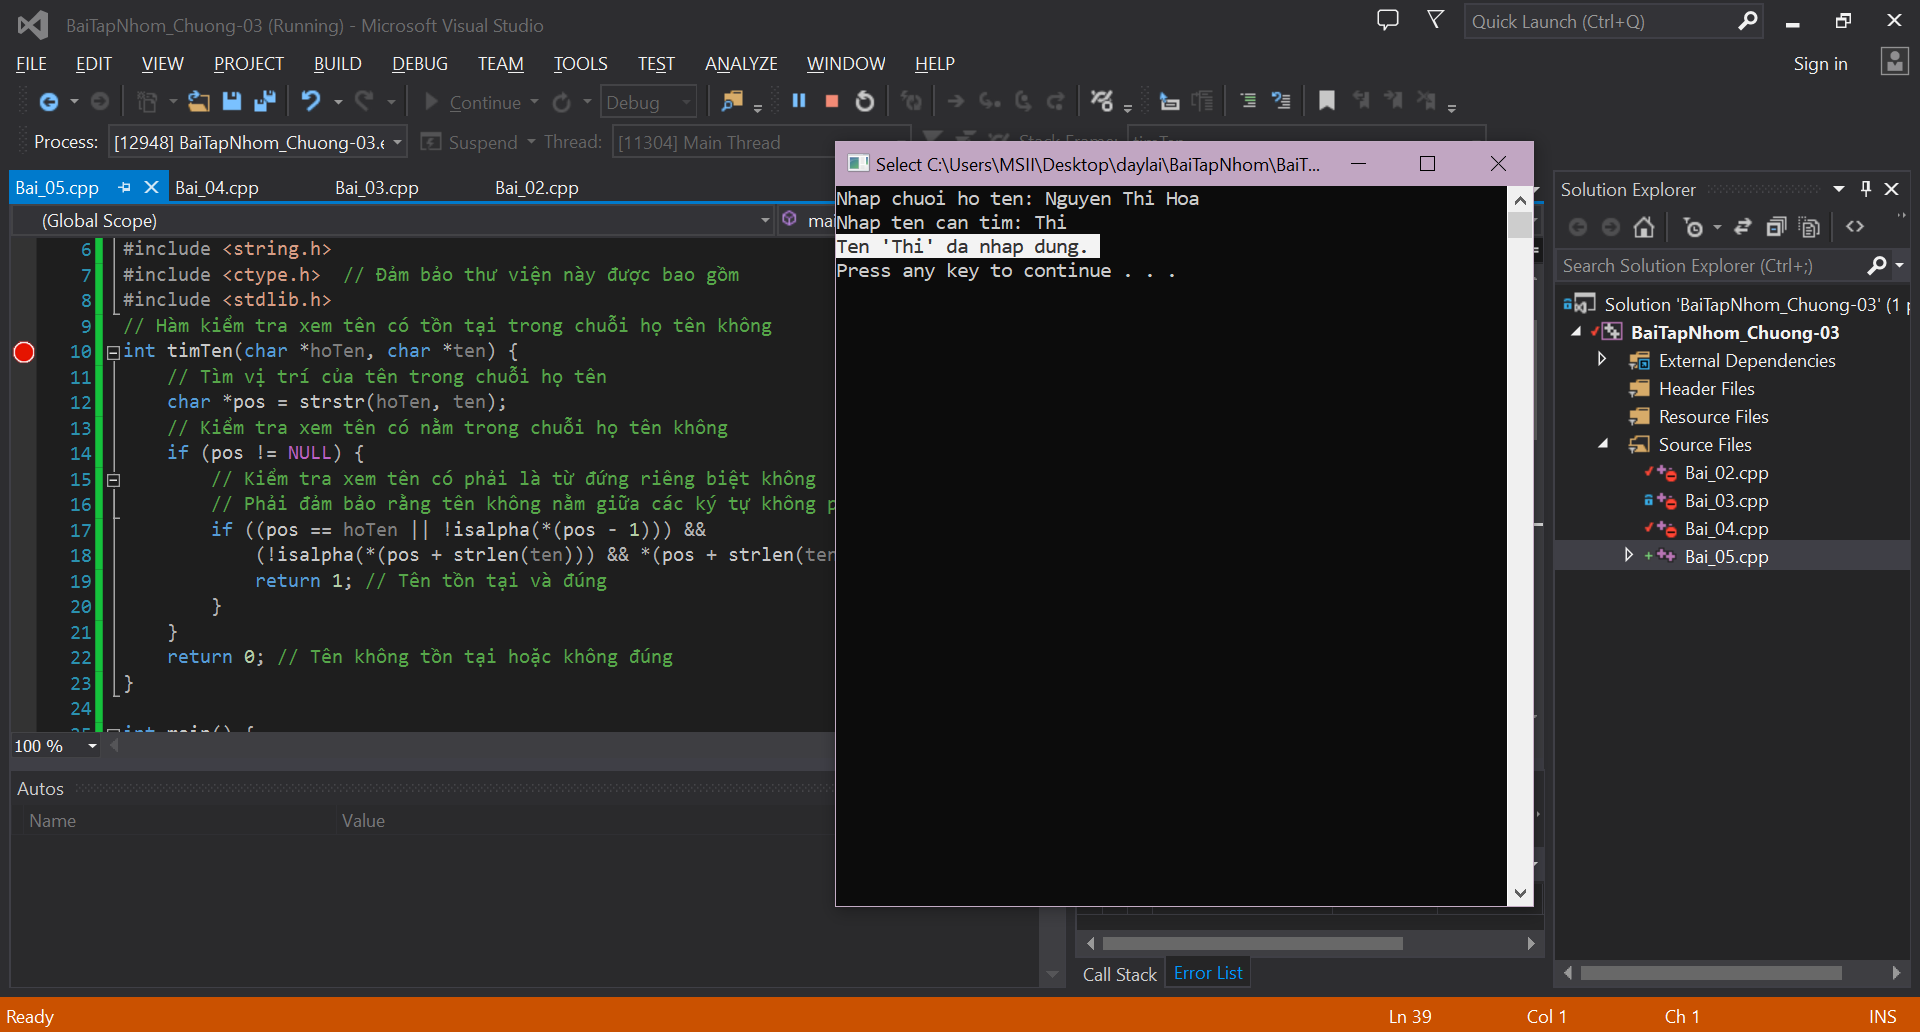 BaiTapNhom_Chuong-03 (Running) - Microsoft Visual Studio
Quick Launch (Ctrl+Q)
FILE EDIT VIEW PROJECT BUILD DEBUG TEAM TOOLS TEST ANALYZE WINDOW HELP
Sign in
Continue
Debug
Process: [12948] BaiTapNhom_Chuong-03.e
Suspend
Thread: [11304] Main Thread
Bai_05.cpp Bai_04.cpp Bai_03.cpp Bai_02.cpp
(Global Scope)
6 #include <string.h>
7 #include <ctype.h> // Đảm bảo thư viện này được bao gồm
8 #include <stdlib.h>
9 // Hàm kiểm tra xem tên có tồn tại trong chuỗi họ tên không
10 int timTen(char *hoTen, char *ten) {
11 // Tìm vị trí của tên trong chuỗi họ tên
12 char *pos = strstr(hoTen, ten);
13 // Kiểm tra xem tên có nằm trong chuỗi họ tên không
14 if (pos != NULL) {
15 // Kiểm tra xem tên có phải là từ đứng riêng biệt không
16 // Phải đảm bảo rằng tên không nằm giữa các ký tự không p
17 if ((pos == hoTen || !isalpha(*(pos - 1))) &&
18 (!isalpha(*(pos + strlen(ten))) && *(pos + strlen(ten
19 return 1; // Tên tồn tại và đúng
20 }
21 }
22 return 0; // Tên không tồn tại hoặc không đúng
23 }
24
100 %
Autos
Name Value
Select C:\Users\MSII\Desktop\daylai\BaiTapNhom\BaiT...
Nhap chuoi ho ten: Nguyen Thi Hoa
Nhap ten can tim: Thi
Ten 'Thi' da nhap dung.
Press any key to continue . . .
Call Stack Error List
Solution Explorer
Search Solution Explorer (Ctrl+;)
Solution 'BaiTapNhom_Chuong-03' (1 p
BaiTapNhom_Chuong-03
External Dependencies
Header Files
Resource Files
Source Files
Bai_02.cpp
Bai_03.cpp
Bai_04.cpp
Bai_05.cpp
Ready
Ln 39 Col 1 Ch 1 INS